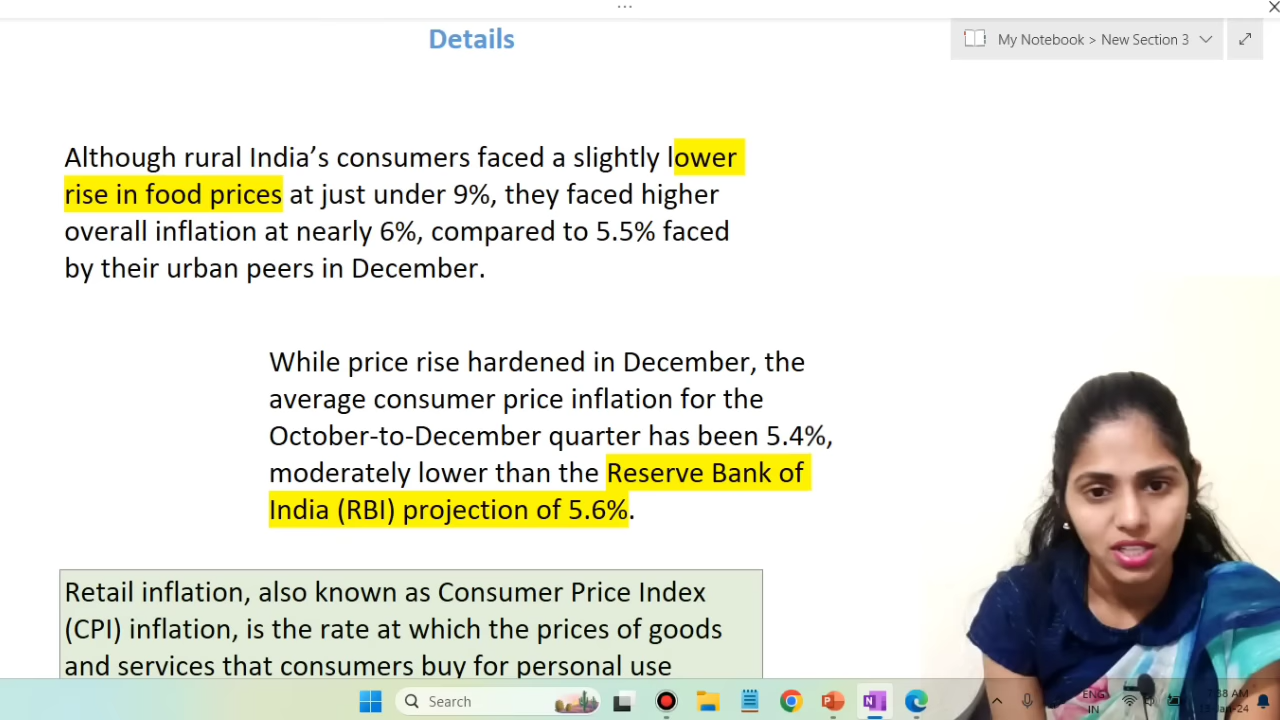 Details
My Notebook > New Section 3
Although rural India’s consumers faced a slightly lower
rise in food prices at just under 9%, they faced higher
overall inflation at nearly 6%, compared to 5.5% faced
by their urban peers in December.
While price rise hardened in December, the
average consumer price inflation for the
October-to-December quarter has been 5.4%,
moderately lower than the Reserve Bank of
India (RBI) projection of 5.6%.
Retail inflation, also known as Consumer Price Index
(CPI) inflation, is the rate at which the prices of goods
and services that consumers buy for personal use
Search
ENG
IN
7:38 AM